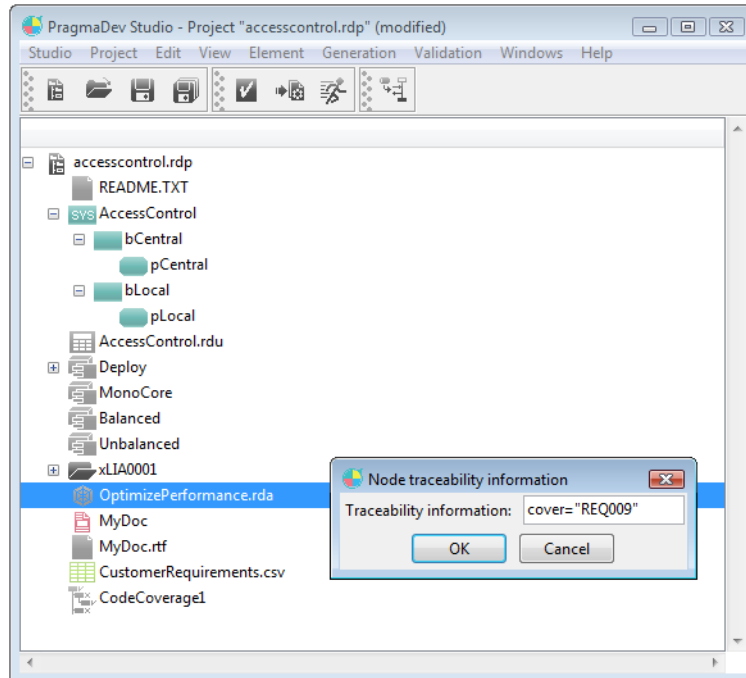 PragmaDev Studio - Project "accesscontrol.rdp" (modified)
Studio Project Edit View Element Generation Validation Windows Help
accesscontrol.rdp
README.TXT
SYS AccessControl
bCentral
pCentral
bLocal
pLocal
AccessControl.rdu
Deploy
MonoCore
Balanced
Unbalanced
xLIA0001
Node traceability information
OptimizePerformance.rda
Traceability information: cover="REQ009"
MyDoc
MyDoc.rtf
OK Cancel
CustomerRequirements.csv
CodeCoverage1